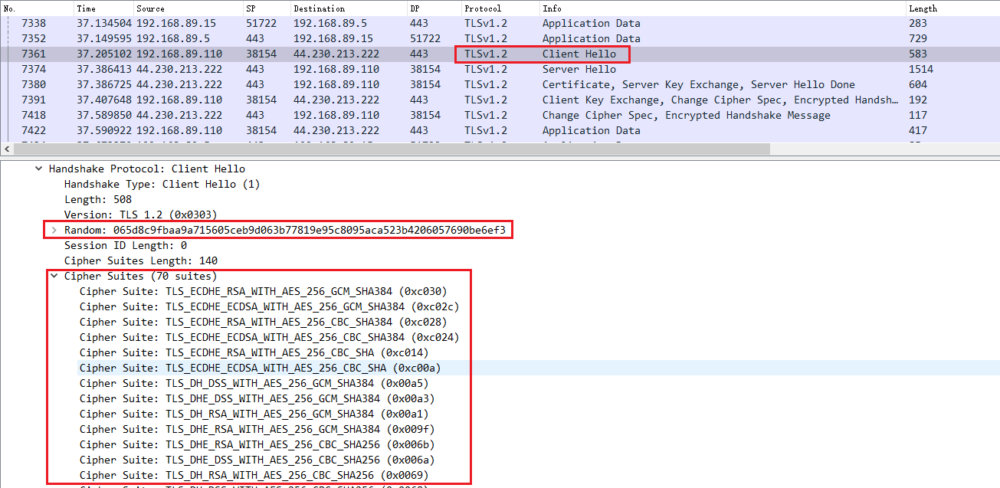 No. Time Source SP Destination DP Protocol Info Length
7338 37.134504 192.168.89.15 51722 192.168.89.5 443 TLSv1.2 Application Data 283
7352 37.149595 192.168.89.5 443 192.168.89.15 51722 TLSv1.2 Application Data 729
7361 37.205102 192.168.89.110 38154 44.230.213.222 443 TLSv1.2 Client Hello 583
7374 37.386413 44.230.213.222 443 192.168.89.110 38154 TLSv1.2 Server Hello 1514
7380 37.386725 44.230.213.222 443 192.168.89.110 38154 TLSv1.2 Certificate, Server Key Exchange, Server Hello Done 604
7391 37.407648 192.168.89.110 38154 44.230.213.222 443 TLSv1.2 Client Key Exchange, Change Cipher Spec, Encrypted Handsh… 192
7418 37.589850 44.230.213.222 443 192.168.89.110 38154 TLSv1.2 Change Cipher Spec, Encrypted Handshake Message 117
7422 37.590922 192.168.89.110 38154 44.230.213.222 443 TLSv1.2 Application Data 417
Handshake Protocol: Client Hello
Handshake Type: Client Hello (1)
Length: 508
Version: TLS 1.2 (0x0303)
Random: 065d8c9fbaa9a715605ceb9d063b77819e95c8095aca523b4206057690be6ef3
Session ID Length: 0
Cipher Suites Length: 140
Cipher Suites (70 suites)
Cipher Suite: TLS_ECDHE_RSA_WITH_AES_256_GCM_SHA384 (0xc030)
Cipher Suite: TLS_ECDHE_ECDSA_WITH_AES_256_GCM_SHA384 (0xc02c)
Cipher Suite: TLS_ECDHE_RSA_WITH_AES_256_CBC_SHA384 (0xc028)
Cipher Suite: TLS_ECDHE_ECDSA_WITH_AES_256_CBC_SHA384 (0xc024)
Cipher Suite: TLS_ECDHE_RSA_WITH_AES_256_CBC_SHA (0xc014)
Cipher Suite: TLS_ECDHE_ECDSA_WITH_AES_256_CBC_SHA (0xc00a)
Cipher Suite: TLS_DH_DSS_WITH_AES_256_GCM_SHA384 (0x00a5)
Cipher Suite: TLS_DHE_DSS_WITH_AES_256_GCM_SHA384 (0x00a3)
Cipher Suite: TLS_DH_RSA_WITH_AES_256_GCM_SHA384 (0x00a1)
Cipher Suite: TLS_DHE_RSA_WITH_AES_256_GCM_SHA384 (0x009f)
Cipher Suite: TLS_DHE_RSA_WITH_AES_256_CBC_SHA256 (0x006b)
Cipher Suite: TLS_DHE_DSS_WITH_AES_256_CBC_SHA256 (0x006a)
Cipher Suite: TLS_DH_RSA_WITH_AES_256_CBC_SHA256 (0x0069)